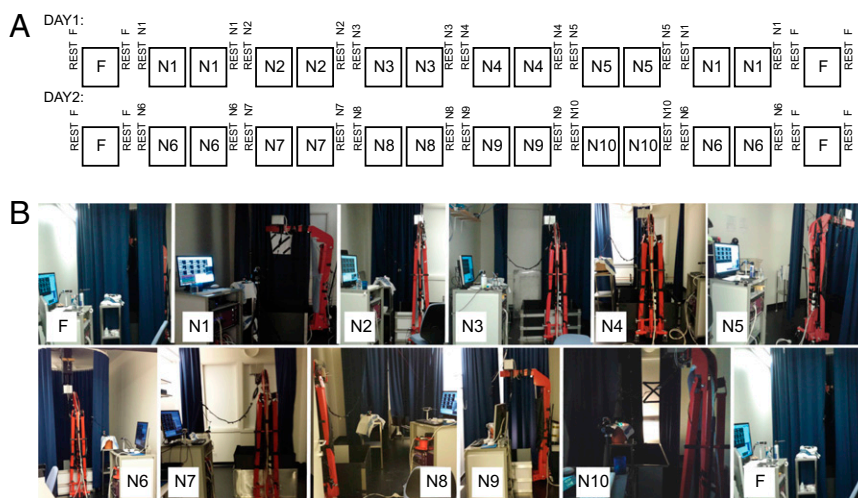 A
DAY1:
REST F F REST F REST N1 N1 N1 REST N1 REST N2 N2 N2 REST N2 REST N3 N3 N3 REST N3 REST N4 N4 N4 REST N4 REST N5 N5 N5 REST N5 REST N1 N1 N1 REST N1 REST F F REST F
DAY2:
REST F F REST F REST N6 N6 N6 REST N6 REST N7 N7 N7 REST N7 REST N8 N8 N8 REST N8 REST N9 N9 N9 REST N9 REST N10 N10 N10 REST N10 REST N6 N6 N6 REST N6 REST F F REST F
B
F N1 N2 N3 N4 N5
N6 N7 N8 N9 N10 F